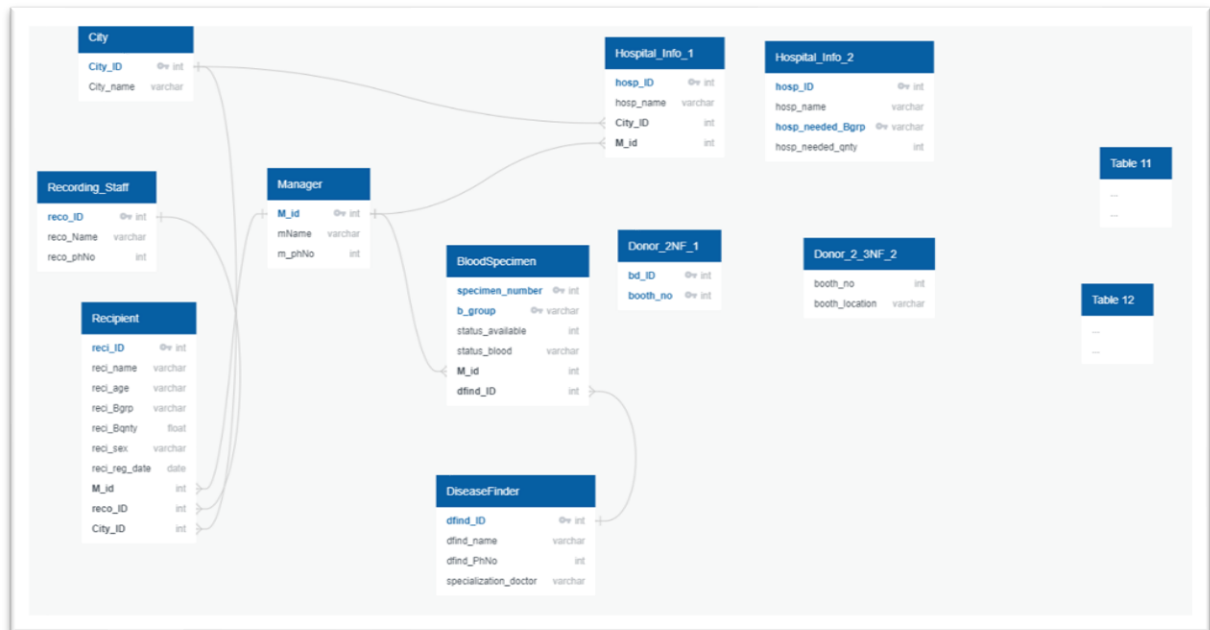 City
City_ID int
City_name varchar
Hospital_Info_1
hosp_ID int
hosp_name varchar
City_ID int
M_id int
Hospital_Info_2
hosp_ID int
hosp_name varchar
hosp_needed_Bgrp varchar
hosp_needed_qnty int
Table 11
...
...
Recording_Staff
reco_ID int
reco_Name varchar
reco_phNo int
Manager
M_id int
mName varchar
m_phNo int
BloodSpecimen
specimen_number int
b_group varchar
status_available int
status_blood varchar
M_id int
dfind_ID int
Donor_2NF_1
bd_ID int
booth_no int
Donor_2_3NF_2
booth_no int
booth_location varchar
Table 12
...
...
Recipient
reci_ID int
reci_name varchar
reci_age varchar
reci_Bgrp varchar
reci_Bqnty float
reci_sex varchar
reci_reg_date date
M_id int
reco_ID int
City_ID int
DiseaseFinder
dfind_ID int
dfind_name varchar
dfind_PhNo int
specialization_doctor varchar